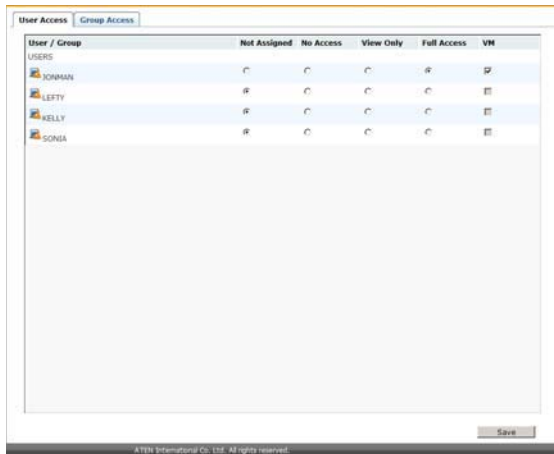 User Access Group Access
User / Group Not Assigned No Access View Only Full Access VM
USERS
JONMAN
LEFTY
KELLY
SONIA
Save
ATEN International Co. Ltd. All rights reserved.